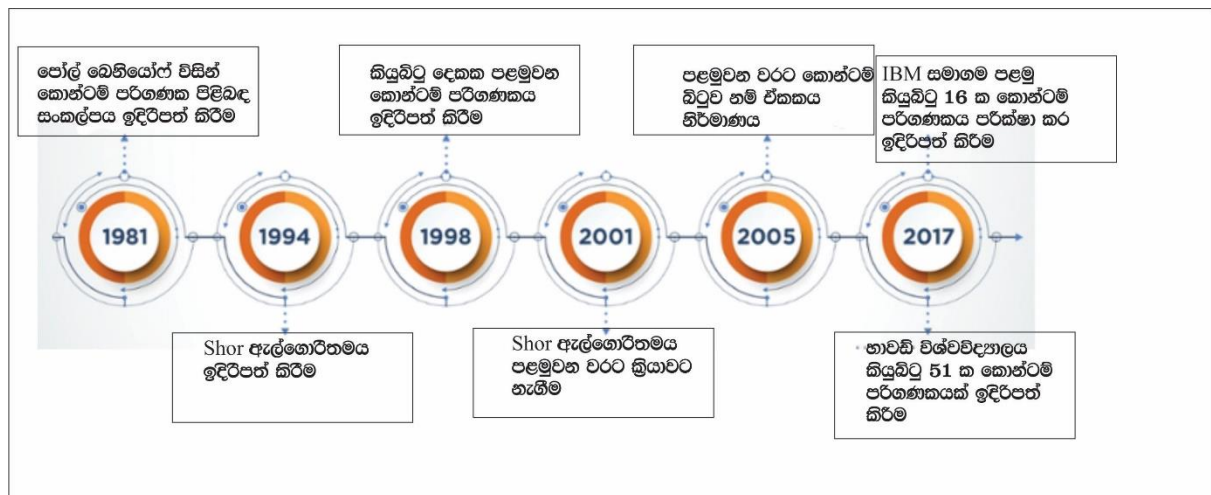 පෝල් බෙනියෝෆ් විසින්
කොන්ටම් පරිගණක පිළිබඳ
සංකල්පය ඉදිරිපත් කිරීම
කියුබිටු දෙකක පළමුවන
කොන්ටම් පරිගණකය
ඉදිරිපත් කිරීම
පළමුවන වරට කොන්ටම්
බිටුව නම් ඒකකය
නිර්මාණය
IBM සමාගම පළමු
කියුබිටු 16 ක කොන්ටම්
පරිගණකය පරීක්ෂා කර
ඉදිරිපත් කිරීම
1981
1994
1998
2001
2005
2017
Shor ඇල්ගොරිතමය
ඉදිරිපත් කිරීම
Shor ඇල්ගොරිතමය
පළමුවන වරට ක්‍රියාවට
නැගීම
හාවඩ් විශ්වවිද්‍යාලය
කියුබිටු 51 ක කොන්ටම්
පරිගණකයක් ඉදිරිපත්
කිරීම